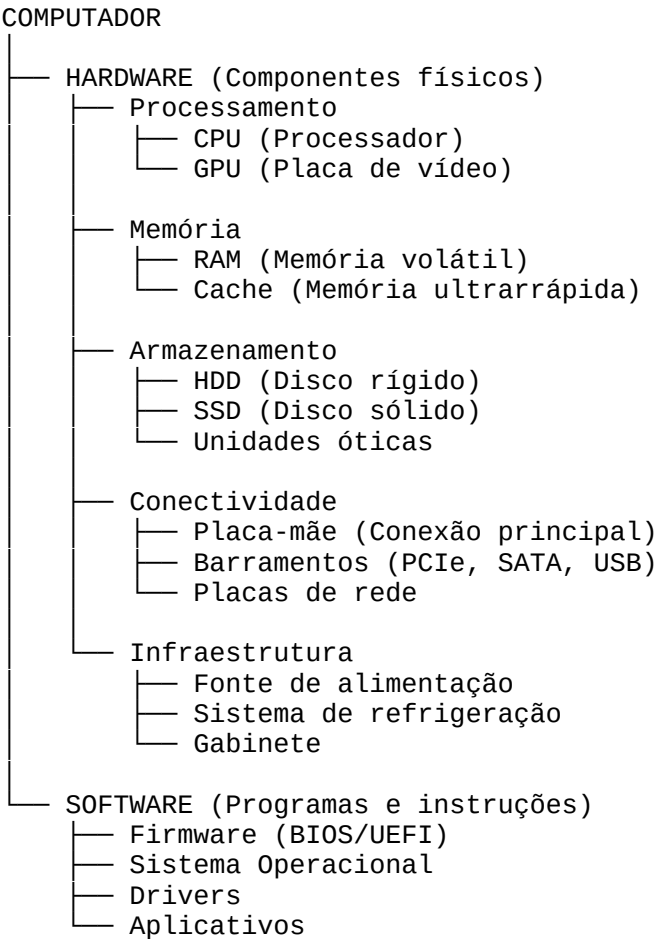 COMPUTADOR
│
├── HARDWARE (Componentes físicos)
│   ├── Processamento
│   │   ├── CPU (Processador)
│   │   └── GPU (Placa de vídeo)
│   │
│   ├── Memória
│   │   ├── RAM (Memória volátil)
│   │   └── Cache (Memória ultrarrápida)
│   │
│   ├── Armazenamento
│   │   ├── HDD (Disco rígido)
│   │   ├── SSD (Disco sólido)
│   │   └── Unidades óticas
│   │
│   ├── Conectividade
│   │   ├── Placa-mãe (Conexão principal)
│   │   ├── Barramentos (PCIe, SATA, USB)
│   │   └── Placas de rede
│   │
│   └── Infraestrutura
│       ├── Fonte de alimentação
│       ├── Sistema de refrigeração
│       └── Gabinete
│
└── SOFTWARE (Programas e instruções)
    ├── Firmware (BIOS/UEFI)
    ├── Sistema Operacional
    ├── Drivers
    └── Aplicativos